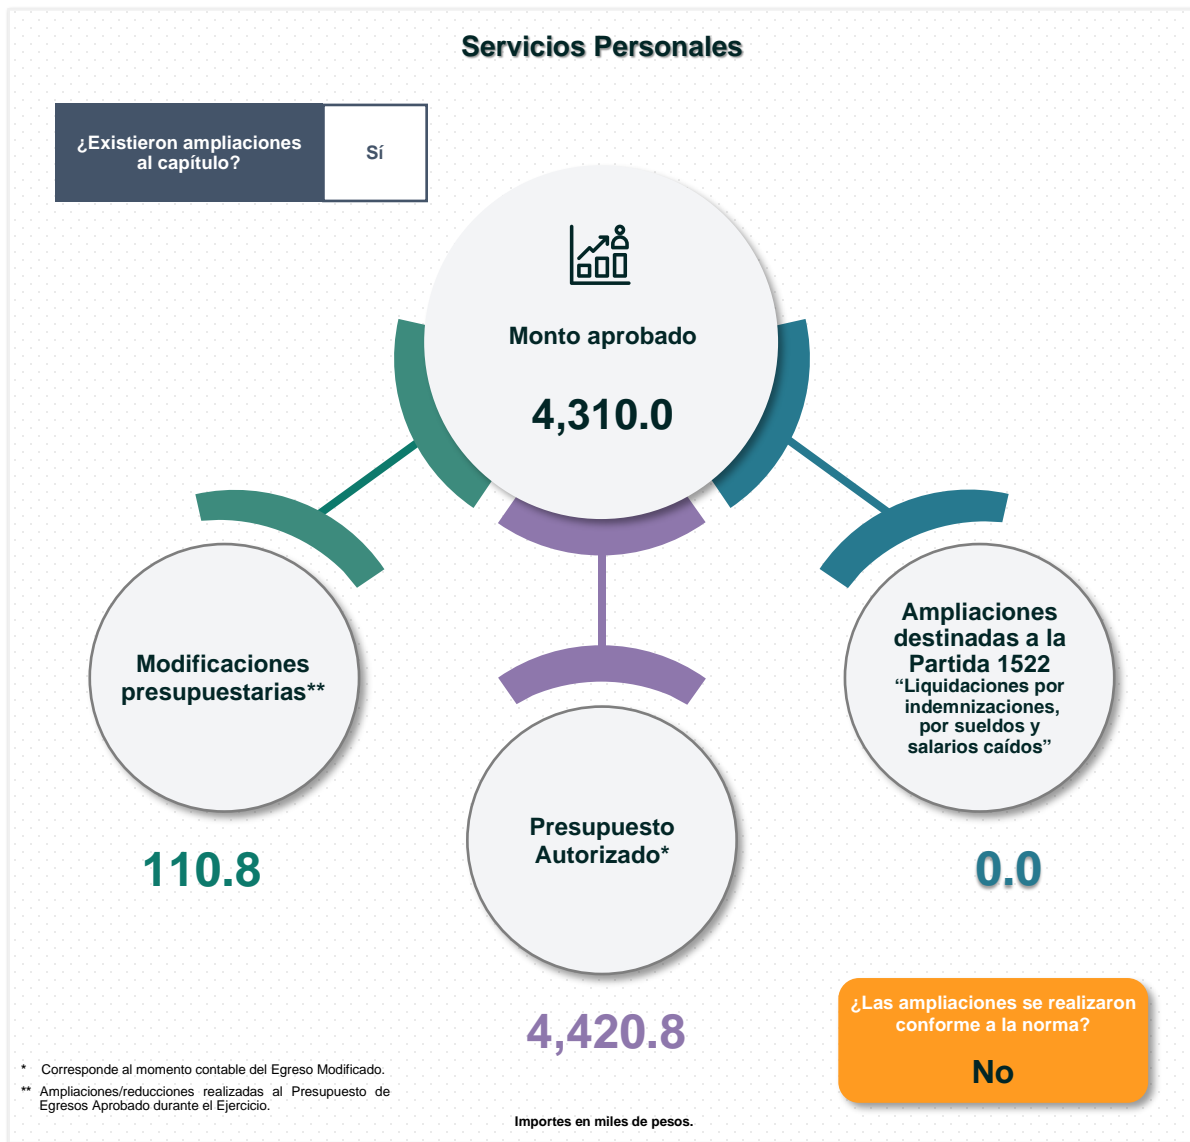 Servicios Personales
¿Existieron ampliaciones
al capítulo?
Sí
Monto aprobado
4,310.0
Modificaciones
presupuestarias**
110.8
Presupuesto
Autorizado*
4,420.8
Ampliaciones
destinadas a la
Partida 1522
“Liquidaciones por
indemnizaciones,
por sueldos y
salarios caídos”
0.0
¿Las ampliaciones se realizaron
conforme a la norma?
No
* Corresponde al momento contable del Egreso Modificado.
** Ampliaciones/reducciones realizadas al Presupuesto de
Egresos Aprobado durante el Ejercicio.
Importes en miles de pesos.